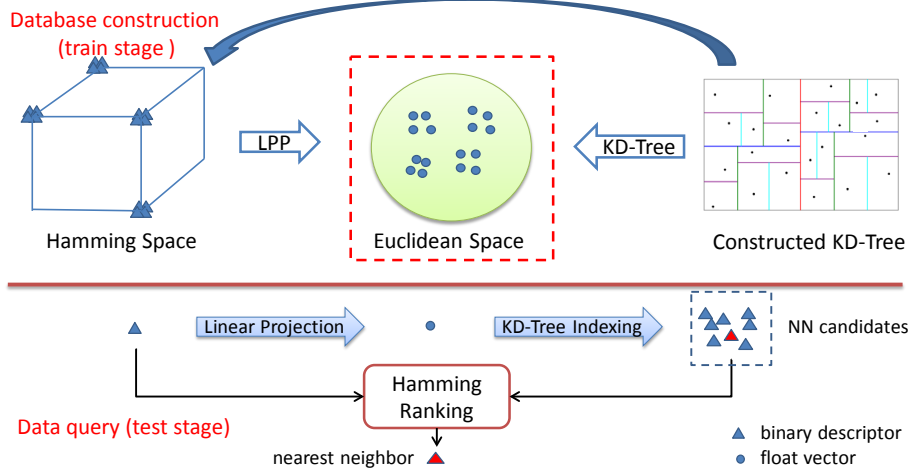 Database construction
(train stage )
LPP
KD-Tree
Hamming Space
Euclidean Space
Constructed KD-Tree
Linear Projection
KD-Tree Indexing
NN candidates
Hamming
Ranking
Data query (test stage)
nearest neighbor
binary descriptor
float vector